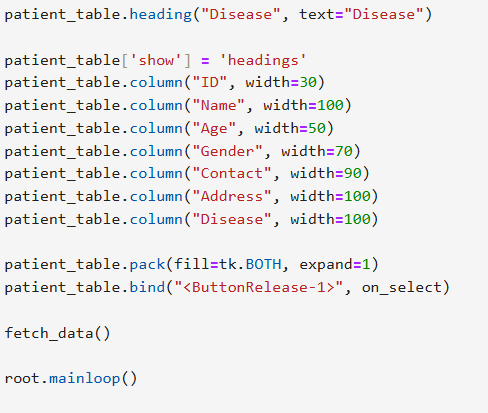 patient_table.heading("Disease", text="Disease")
patient_table['show'] = 'headings'
patient_table.column("ID", width=30)
patient_table.column("Name", width=100)
patient_table.column("Age", width=50)
patient_table.column("Gender", width=70)
patient_table.column("Contact", width=90)
patient_table.column("Address", width=100)
patient_table.column("Disease", width=100)
patient_table.pack(fill=tk.BOTH, expand=1)
patient_table.bind("<ButtonRelease-1>", on_select)
fetch_data()
root.mainloop()